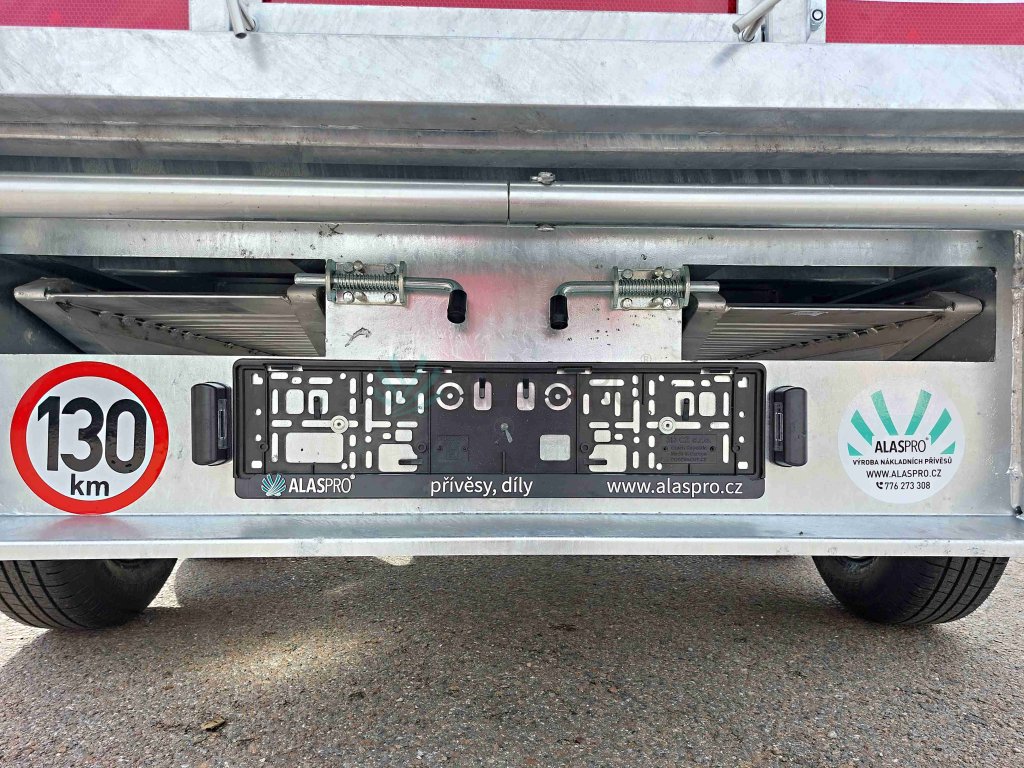 130
km
ALASPRO®
přívěsy, díly
www.alaspro.cz
ALASPRO®
VÝROBA NÁKLADNÍCH PŘÍVĚSŮ
WWW.ALASPRO.CZ
776 273 308